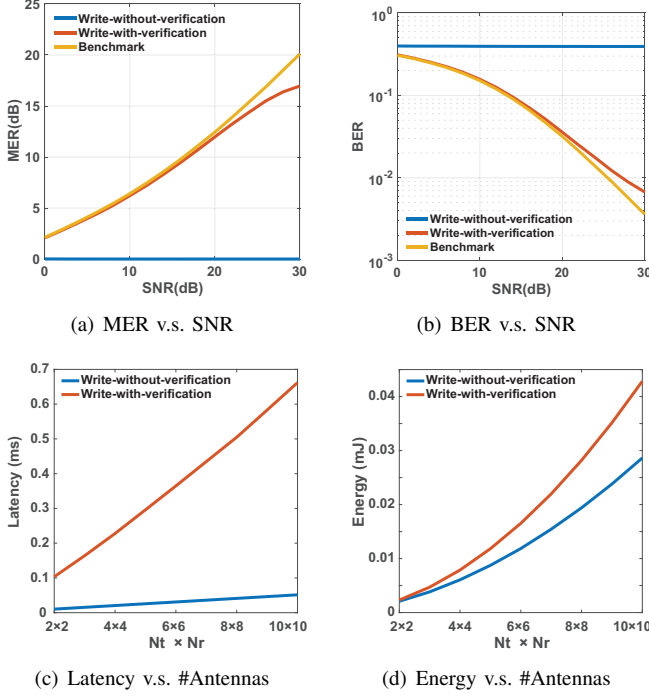 25
20
15
10
5
0
MER(dB)
Write-without-verification
Write-with-verification
Benchmark
0 10 20 30
SNR(dB)
(a) MER v.s. SNR
10^0
10^-1
10^-2
10^-3
BER
Write-without-verification
Write-with-verification
Benchmark
0 10 20 30
SNR(dB)
(b) BER v.s. SNR
0.7
0.6
0.5
0.4
0.3
0.2
0.1
0
Latency (ms)
Write-without-verification
Write-with-verification
2×2 4×4 6×6 8×8 10×10
Nt × Nr
(c) Latency v.s. #Antennas
0.04
0.03
0.02
0.01
0
Energy (mJ)
Write-without-verification
Write-with-verification
2×2 4×4 6×6 8×8 10×10
Nt × Nr
(d) Energy v.s. #Antennas